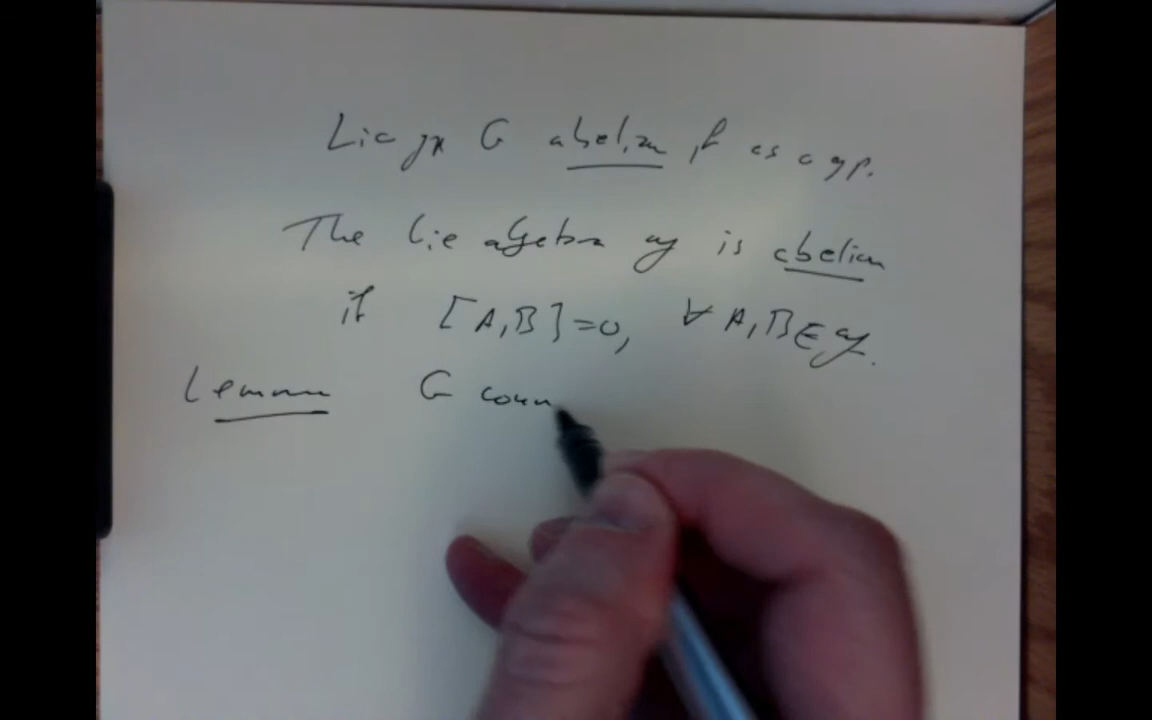 Lie gp G abelian if as a gp.
The Lie algebra 𝔤 is abelian
if [A,B]=0, ∀ A,B∈𝔤.
Lemma G conn